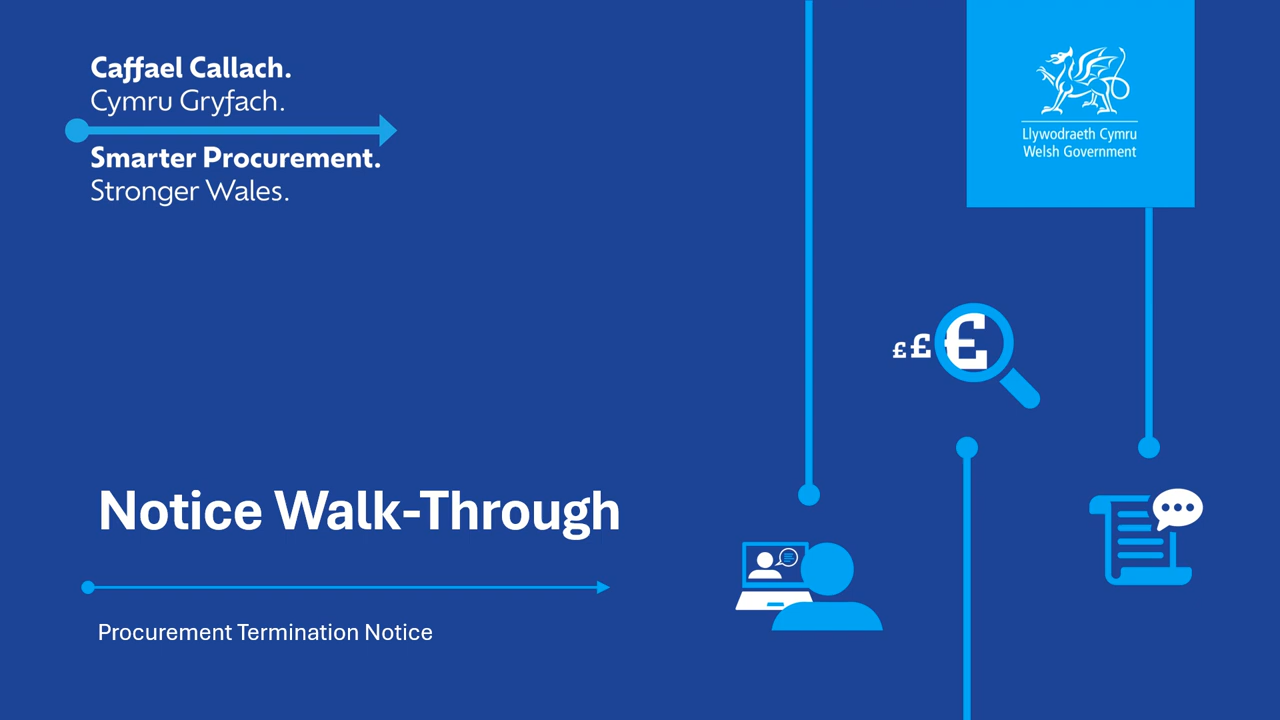 Caffael Callach.
Cymru Gryfach.
Smarter Procurement.
Stronger Wales.
Llywodraeth Cymru
Welsh Government
£££
Notice Walk-Through
Procurement Termination Notice